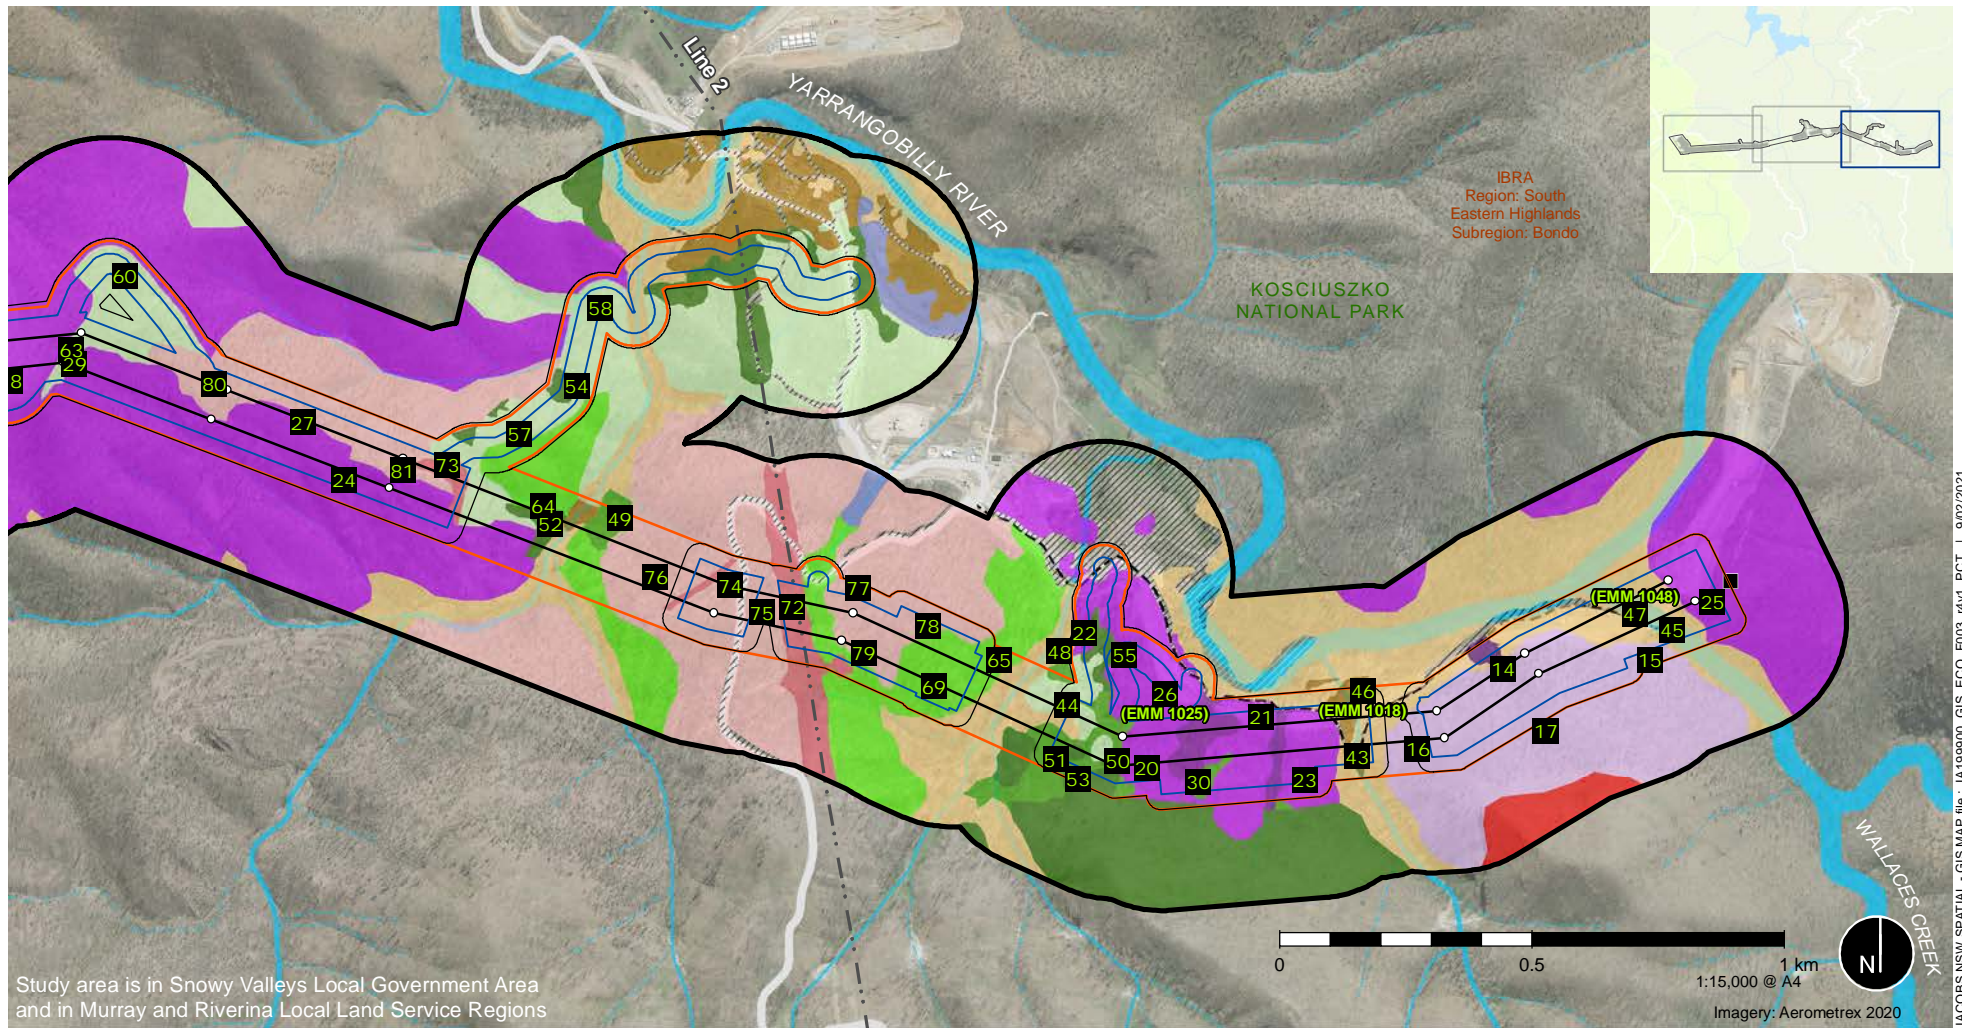 Line 2
YARRANGOBILLY RIVER
IBRA
Region: South
Eastern Highlands
Subregion: Bondo
KOSCIUSZKO
NATIONAL PARK
60
58
63
29
8
80
54
27
57
73
81
24
64
52
49
76
74
75
72
77
78
79
65
69
22
48
55
26
(EMM 1025)
44
21
46
(EMM 1018)
51
53
50
20
30
23
43
16
14
17
15
(EMM 1048)
47
45
25
WALLACES CREEK
0
0.5
1 km
1:15,000 @ A4
N
Imagery: Aerometrex 2020
Study area is in Snowy Valleys Local Government Area
and in Murray and Riverina Local Land Service Regions